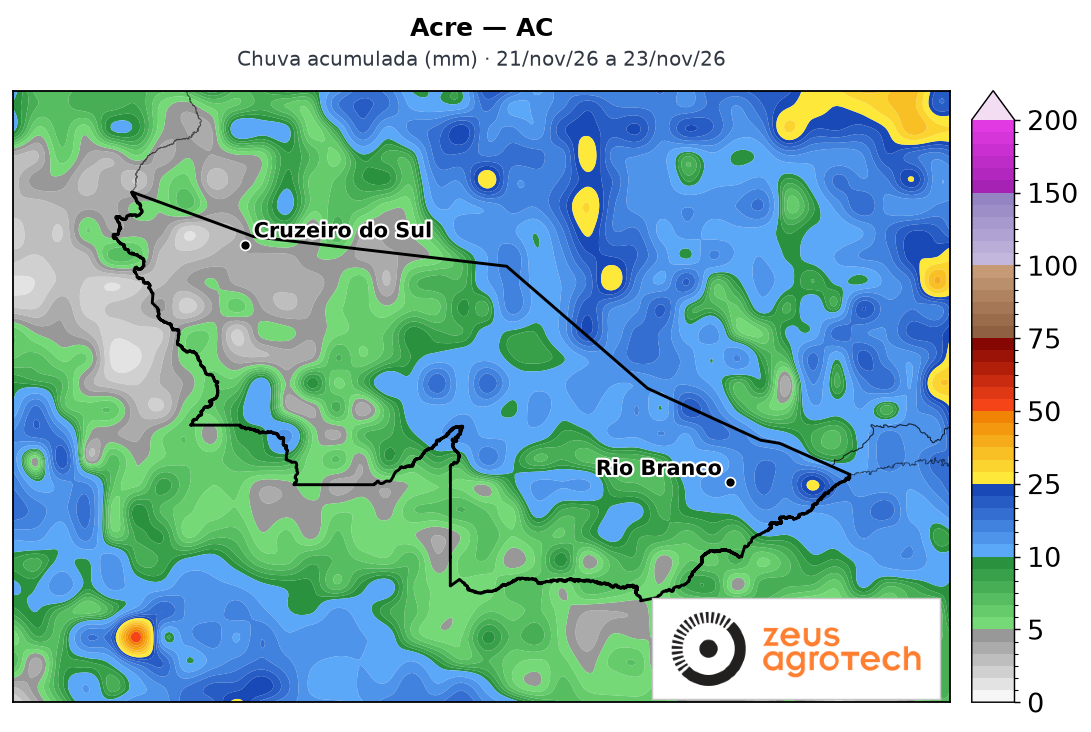 Acre — AC
Chuva acumulada (mm) · 21/nov/26 a 23/nov/26
Cruzeiro do Sul
Rio Branco
200
150
100
75
50
25
10
5
0
zeus
agrotech